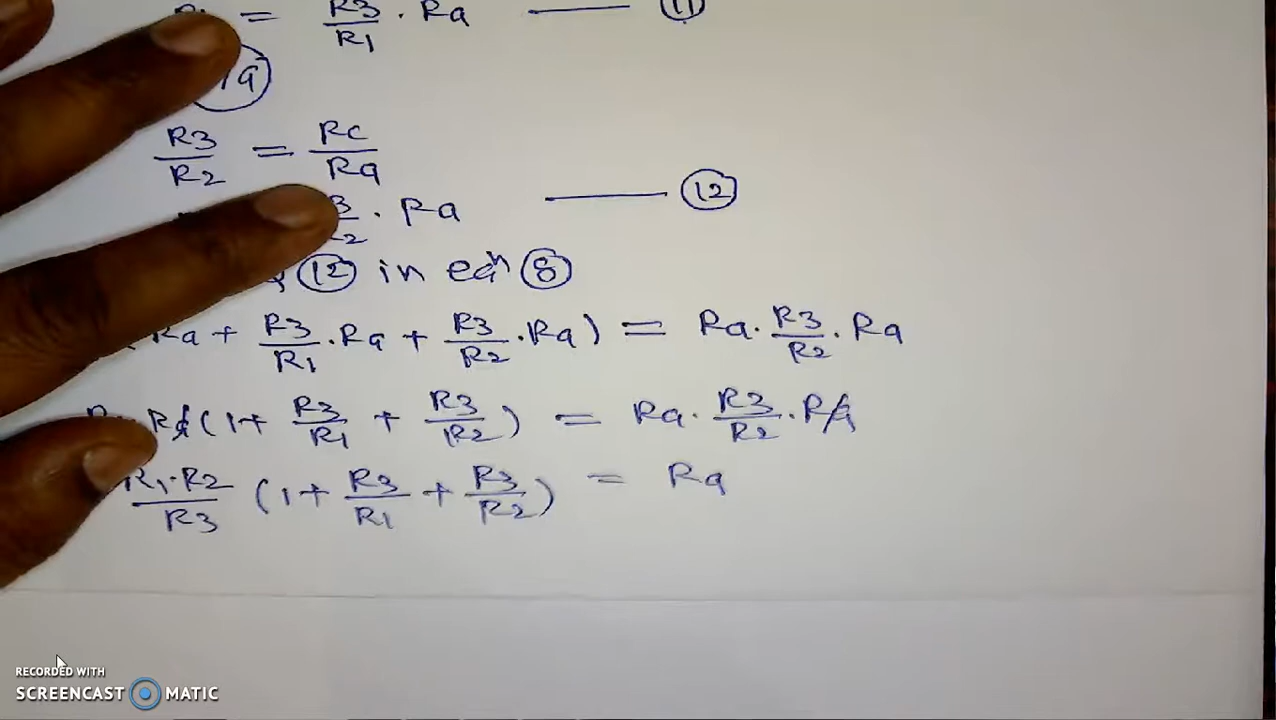 = R3/R1 · Ra —— 11
R3/R2 = Rc/Ra
· Ra —— 12
12 in eqn 8
Ra + R3/R1 · Ra + R3/R2 · Ra ) = Ra · R3/R2 · Ra
Ra ( 1 + R3/R1 + R3/R2 ) = Ra · R3/R2 · Ra
R1·R2/R3 ( 1 + R3/R1 + R3/R2 ) = Ra
RECORDED WITH
SCREENCAST MATIC